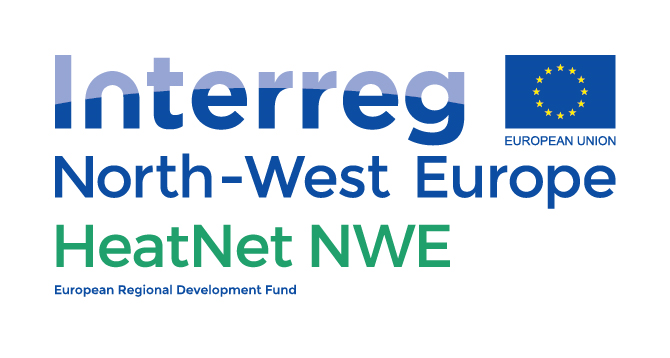 Interreg
EUROPEAN UNION
North-West Europe
HeatNet NWE
European Regional Development Fund